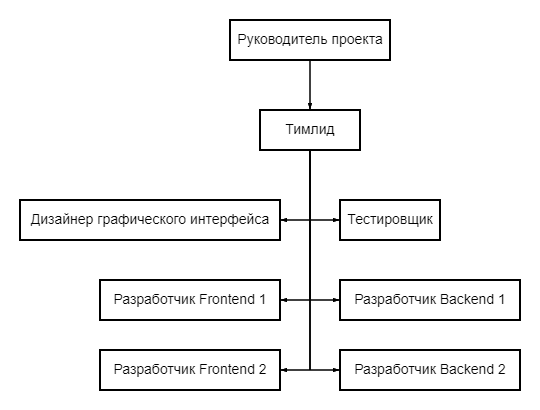 Руководитель проекта
Тимлид
Дизайнер графического интерфейса
Тестировщик
Разработчик Frontend 1
Разработчик Backend 1
Разработчик Frontend 2
Разработчик Backend 2